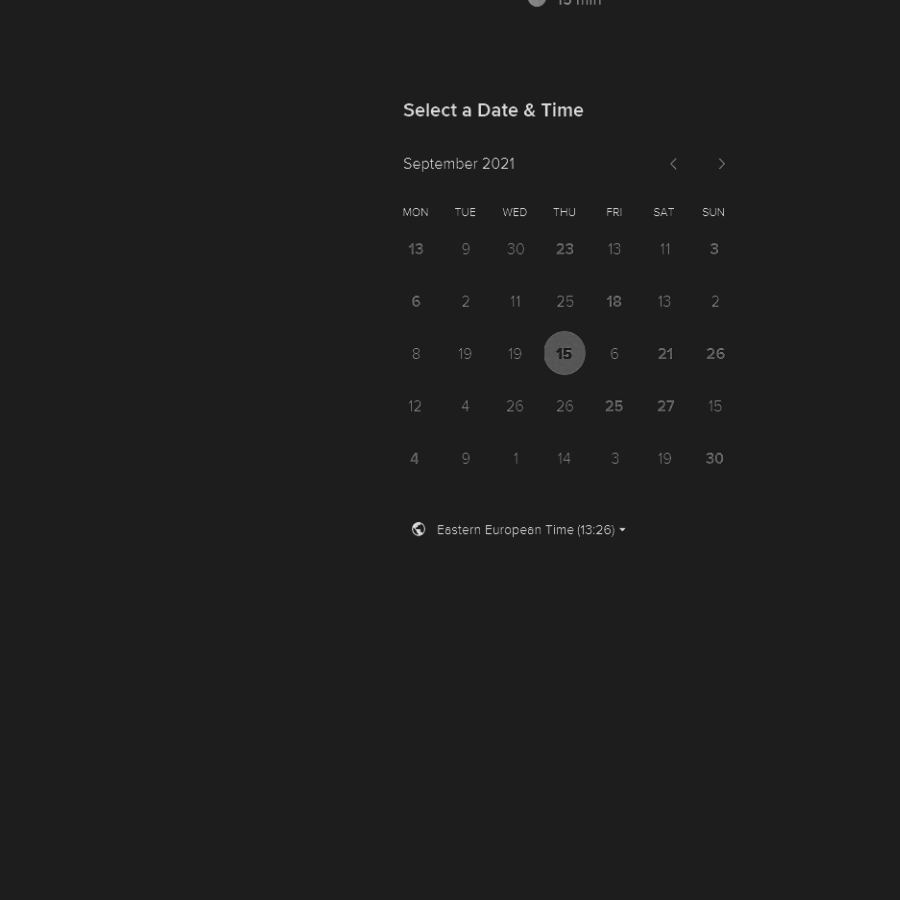 15 min
Select a Date & Time
September 2021
MON TUE WED THU FRI SAT SUN
13 9 30 23 13 11 3
6 2 11 25 18 13 2
8 19 19 15 6 21 26
12 4 26 26 25 27 15
4 9 1 14 3 19 30
Eastern European Time (13:26)